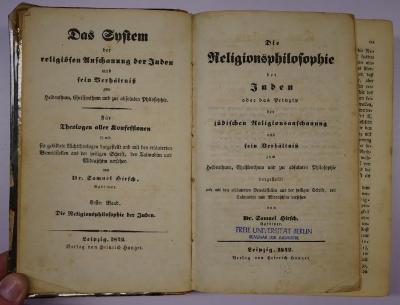 Das System
der
religiösen Anschauung der Juden
und
sein Verhältniß
zum
Heidenthum, Christenthum und zur absoluten Philosophie.
Für
Theologen aller Konfessionen
so wie
für gebildete Nichttheologen dargestellt und mit den erläuternden
Beweisstellen aus der heiligen Schrift, den Talmudim und
Midraschim versehen
von
Dr. Samuel Hirsch,
Rabbiner.
Erster Band.
Die Religionsphilosophie der Juden.
Leipzig, 1842.
Verlag von Heinrich Hunger.
Die
Religionsphilosophie
der
Juden
oder das Prinzip
der
jüdischen Religionsanschauung
und
sein Verhältniß
zum
Heidenthum, Christenthum und zur absoluten Philosophie
dargestellt
und mit den erläuternden Beweisstellen aus der heiligen Schrift, den
Talmudim und Midraschim versehen
von
Dr. Samuel Hirsch,
Rabbiner.
FREIE UNIVERSITÄT BERLIN
Leipzig, 1842.
Verlag von Heinrich Hunger.